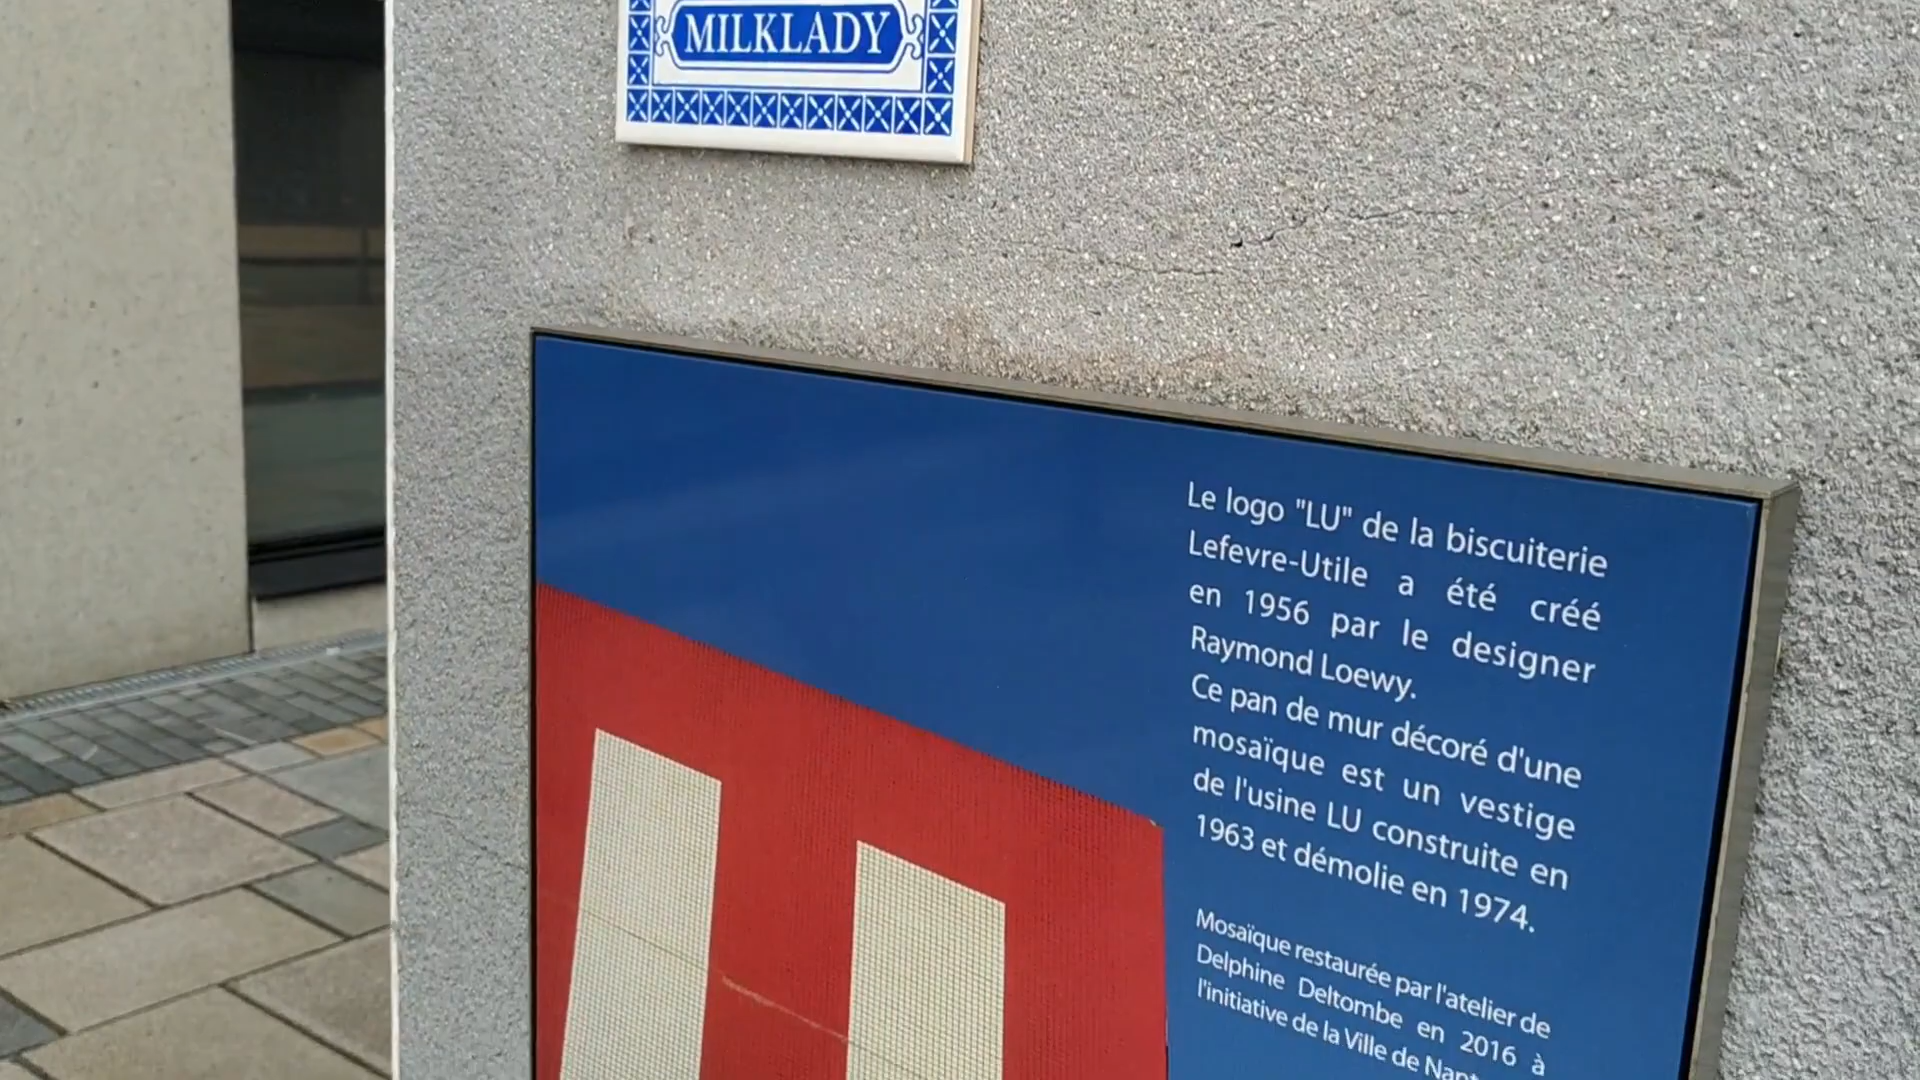 MILKLADY
Le logo "LU" de la biscuiterie
Lefevre-Utile a été créé
en 1956 par le designer
Raymond Loewy.
Ce pan de mur décoré d'une
mosaïque est un vestige
de l'usine LU construite en
1963 et démolie en 1974.
Mosaïque restaurée par l'atelier de
Delphine Deltombe en 2016 à
l'initiative de la Ville de